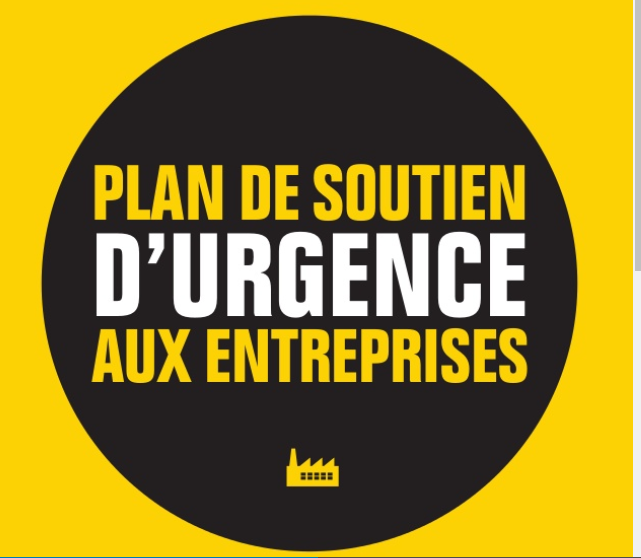 PLAN DE SOUTIEN
D'URGENCE
AUX ENTREPRISES